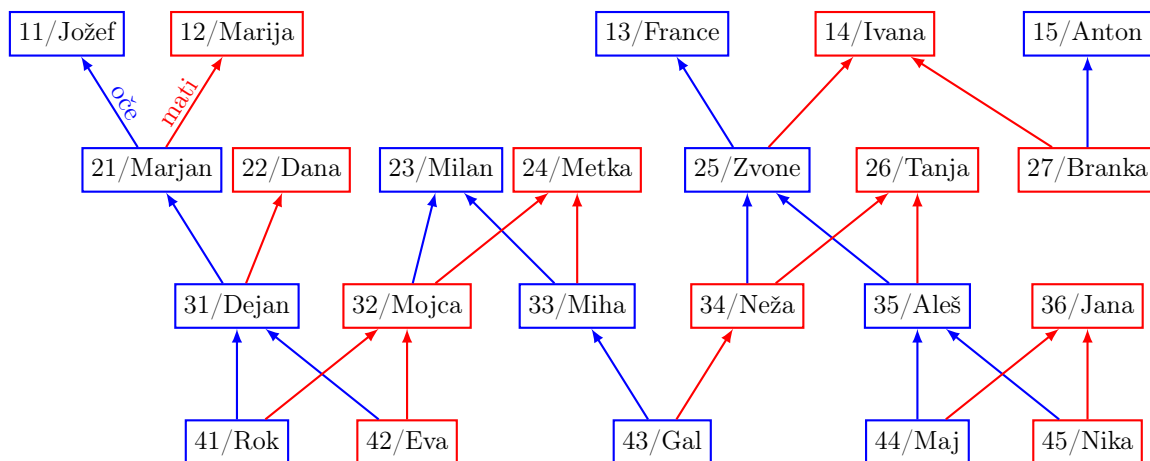 11/Jožef
12/Marija
13/France
14/Ivana
15/Anton
oče
mati
21/Marjan
22/Dana
23/Milan
24/Metka
25/Zvone
26/Tanja
27/Branka
31/Dejan
32/Mojca
33/Miha
34/Neža
35/Aleš
36/Jana
41/Rok
42/Eva
43/Gal
44/Maj
45/Nika